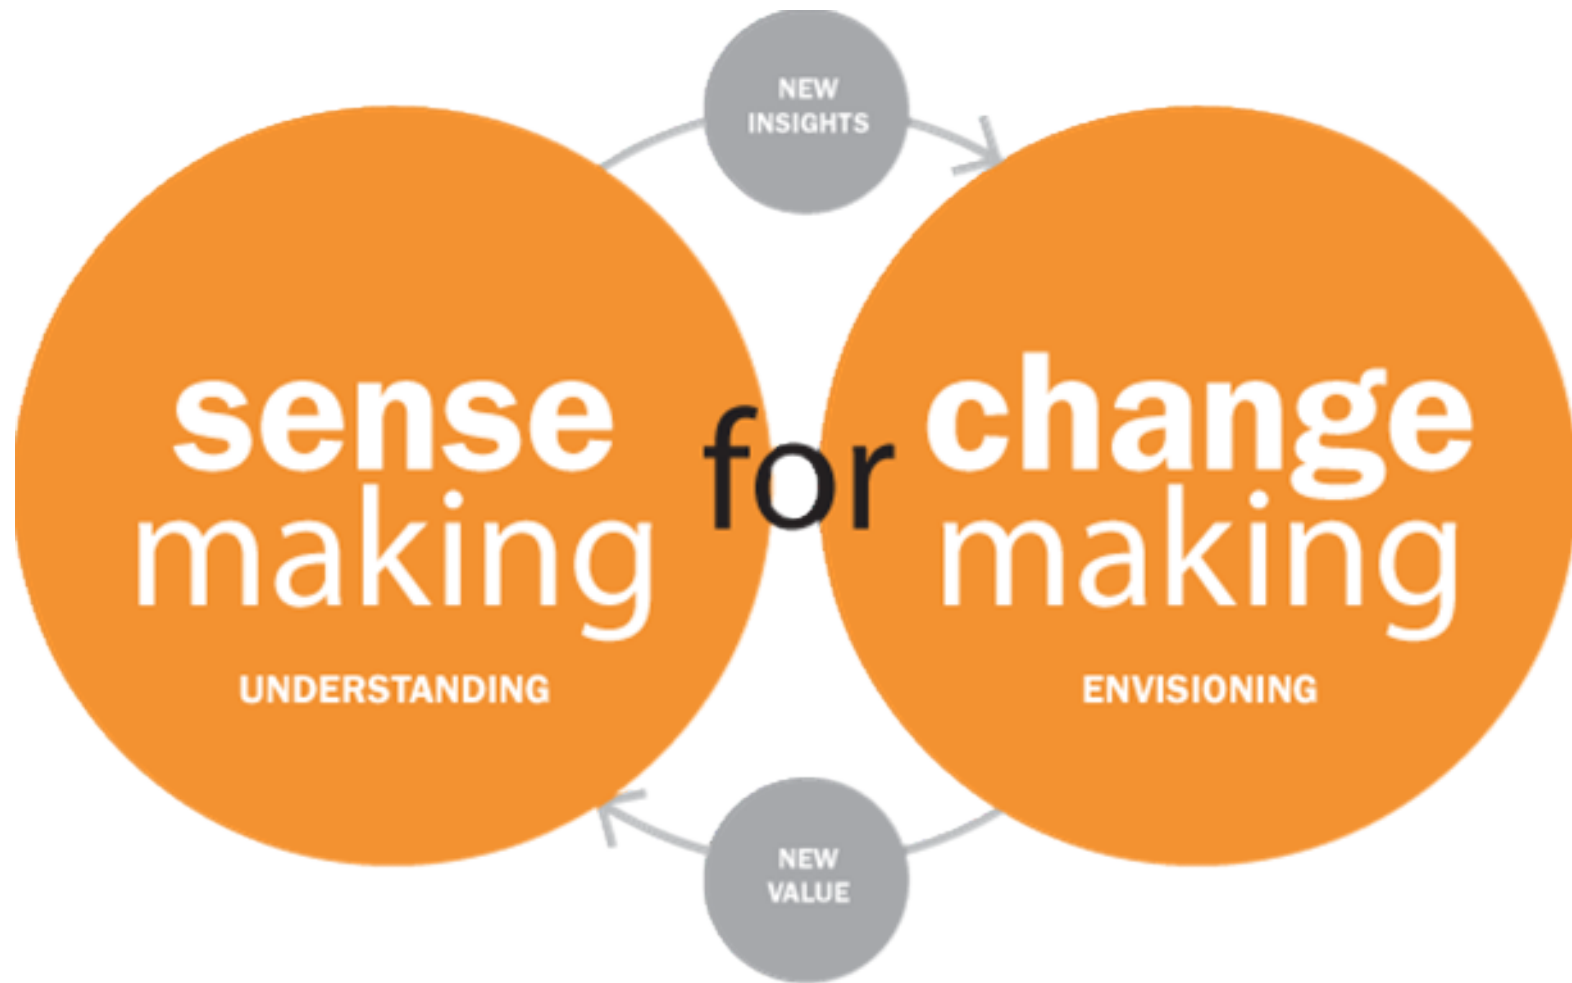 NEW
INSIGHTS
sense
making
UNDERSTANDING
for
change
making
ENVISIONING
NEW
VALUE